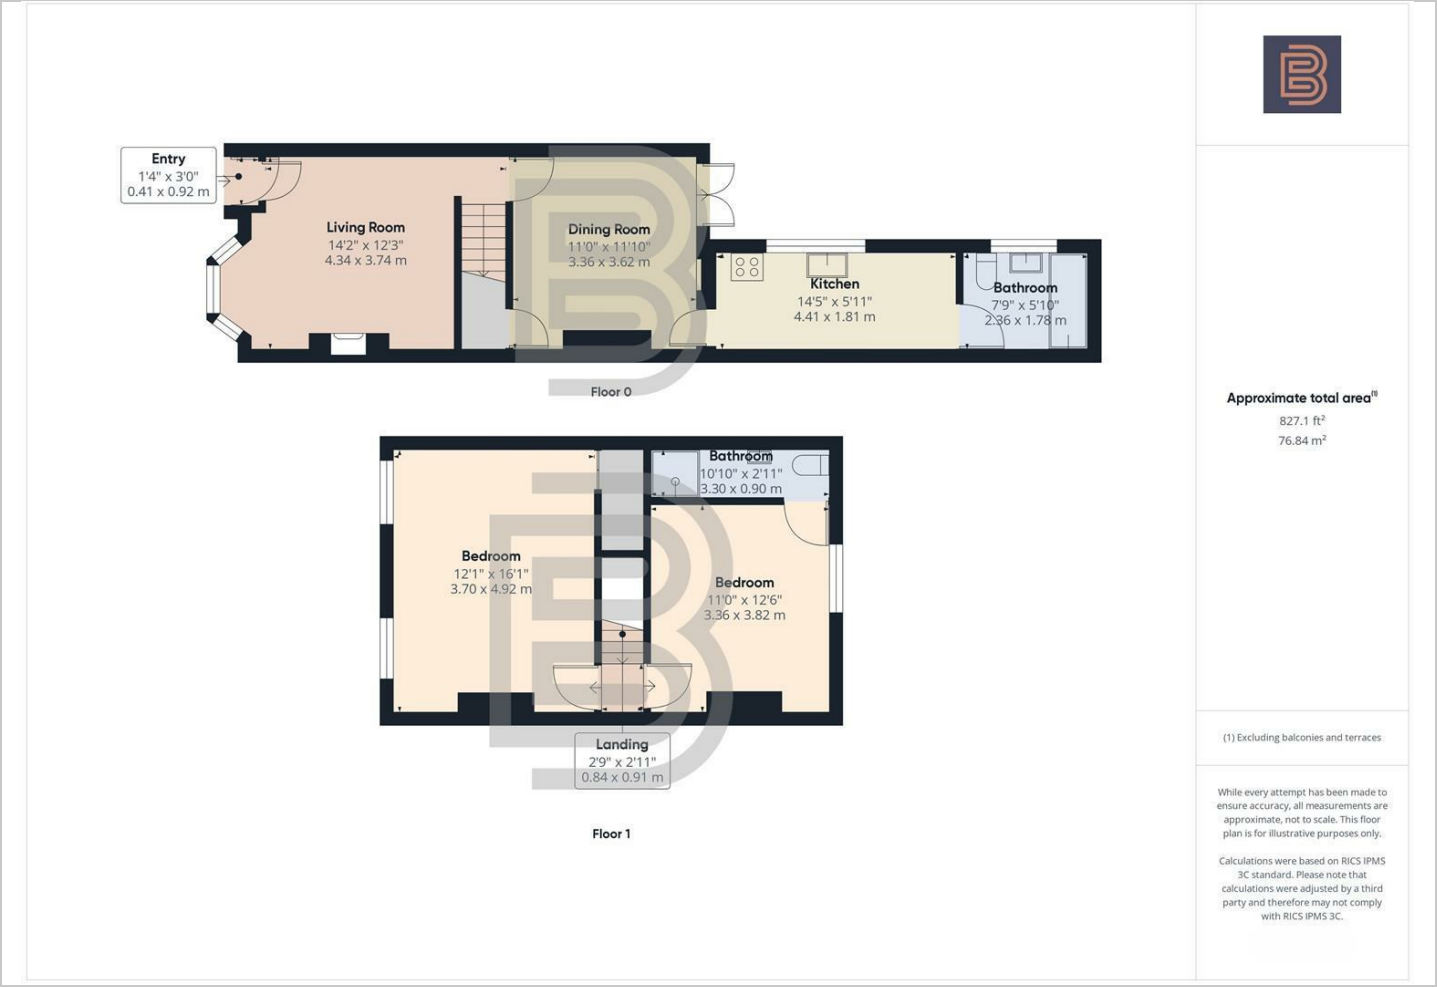 Entry
1'4" x 3'0"
0.41 x 0.92 m
Living Room
14'2" x 12'3"
4.34 x 3.74 m
Dining Room
11'0" x 11'10"
3.36 x 3.62 m
Kitchen
14'5" x 5'11"
4.41 x 1.81 m
Bathroom
7'9" x 5'10"
2.36 x 1.78 m
Floor 0
Bathroom
10'10" x 2'11"
3.30 x 0.90 m
Bedroom
12'1" x 16'1"
3.70 x 4.92 m
Bedroom
11'0" x 12'6"
3.36 x 3.82 m
Landing
2'9" x 2'11"
0.84 x 0.91 m
Floor 1
B
Approximate total area(1)
827.1 ft²
76.84 m²
(1) Excluding balconies and terraces
While every attempt has been made to
ensure accuracy, all measurements are
approximate, not to scale. This floor
plan is for illustrative purposes only.
Calculations were based on RICS IPMS
3C standard. Please note that
calculations were adjusted by a third
party and therefore may not comply
with RICS IPMS 3C.